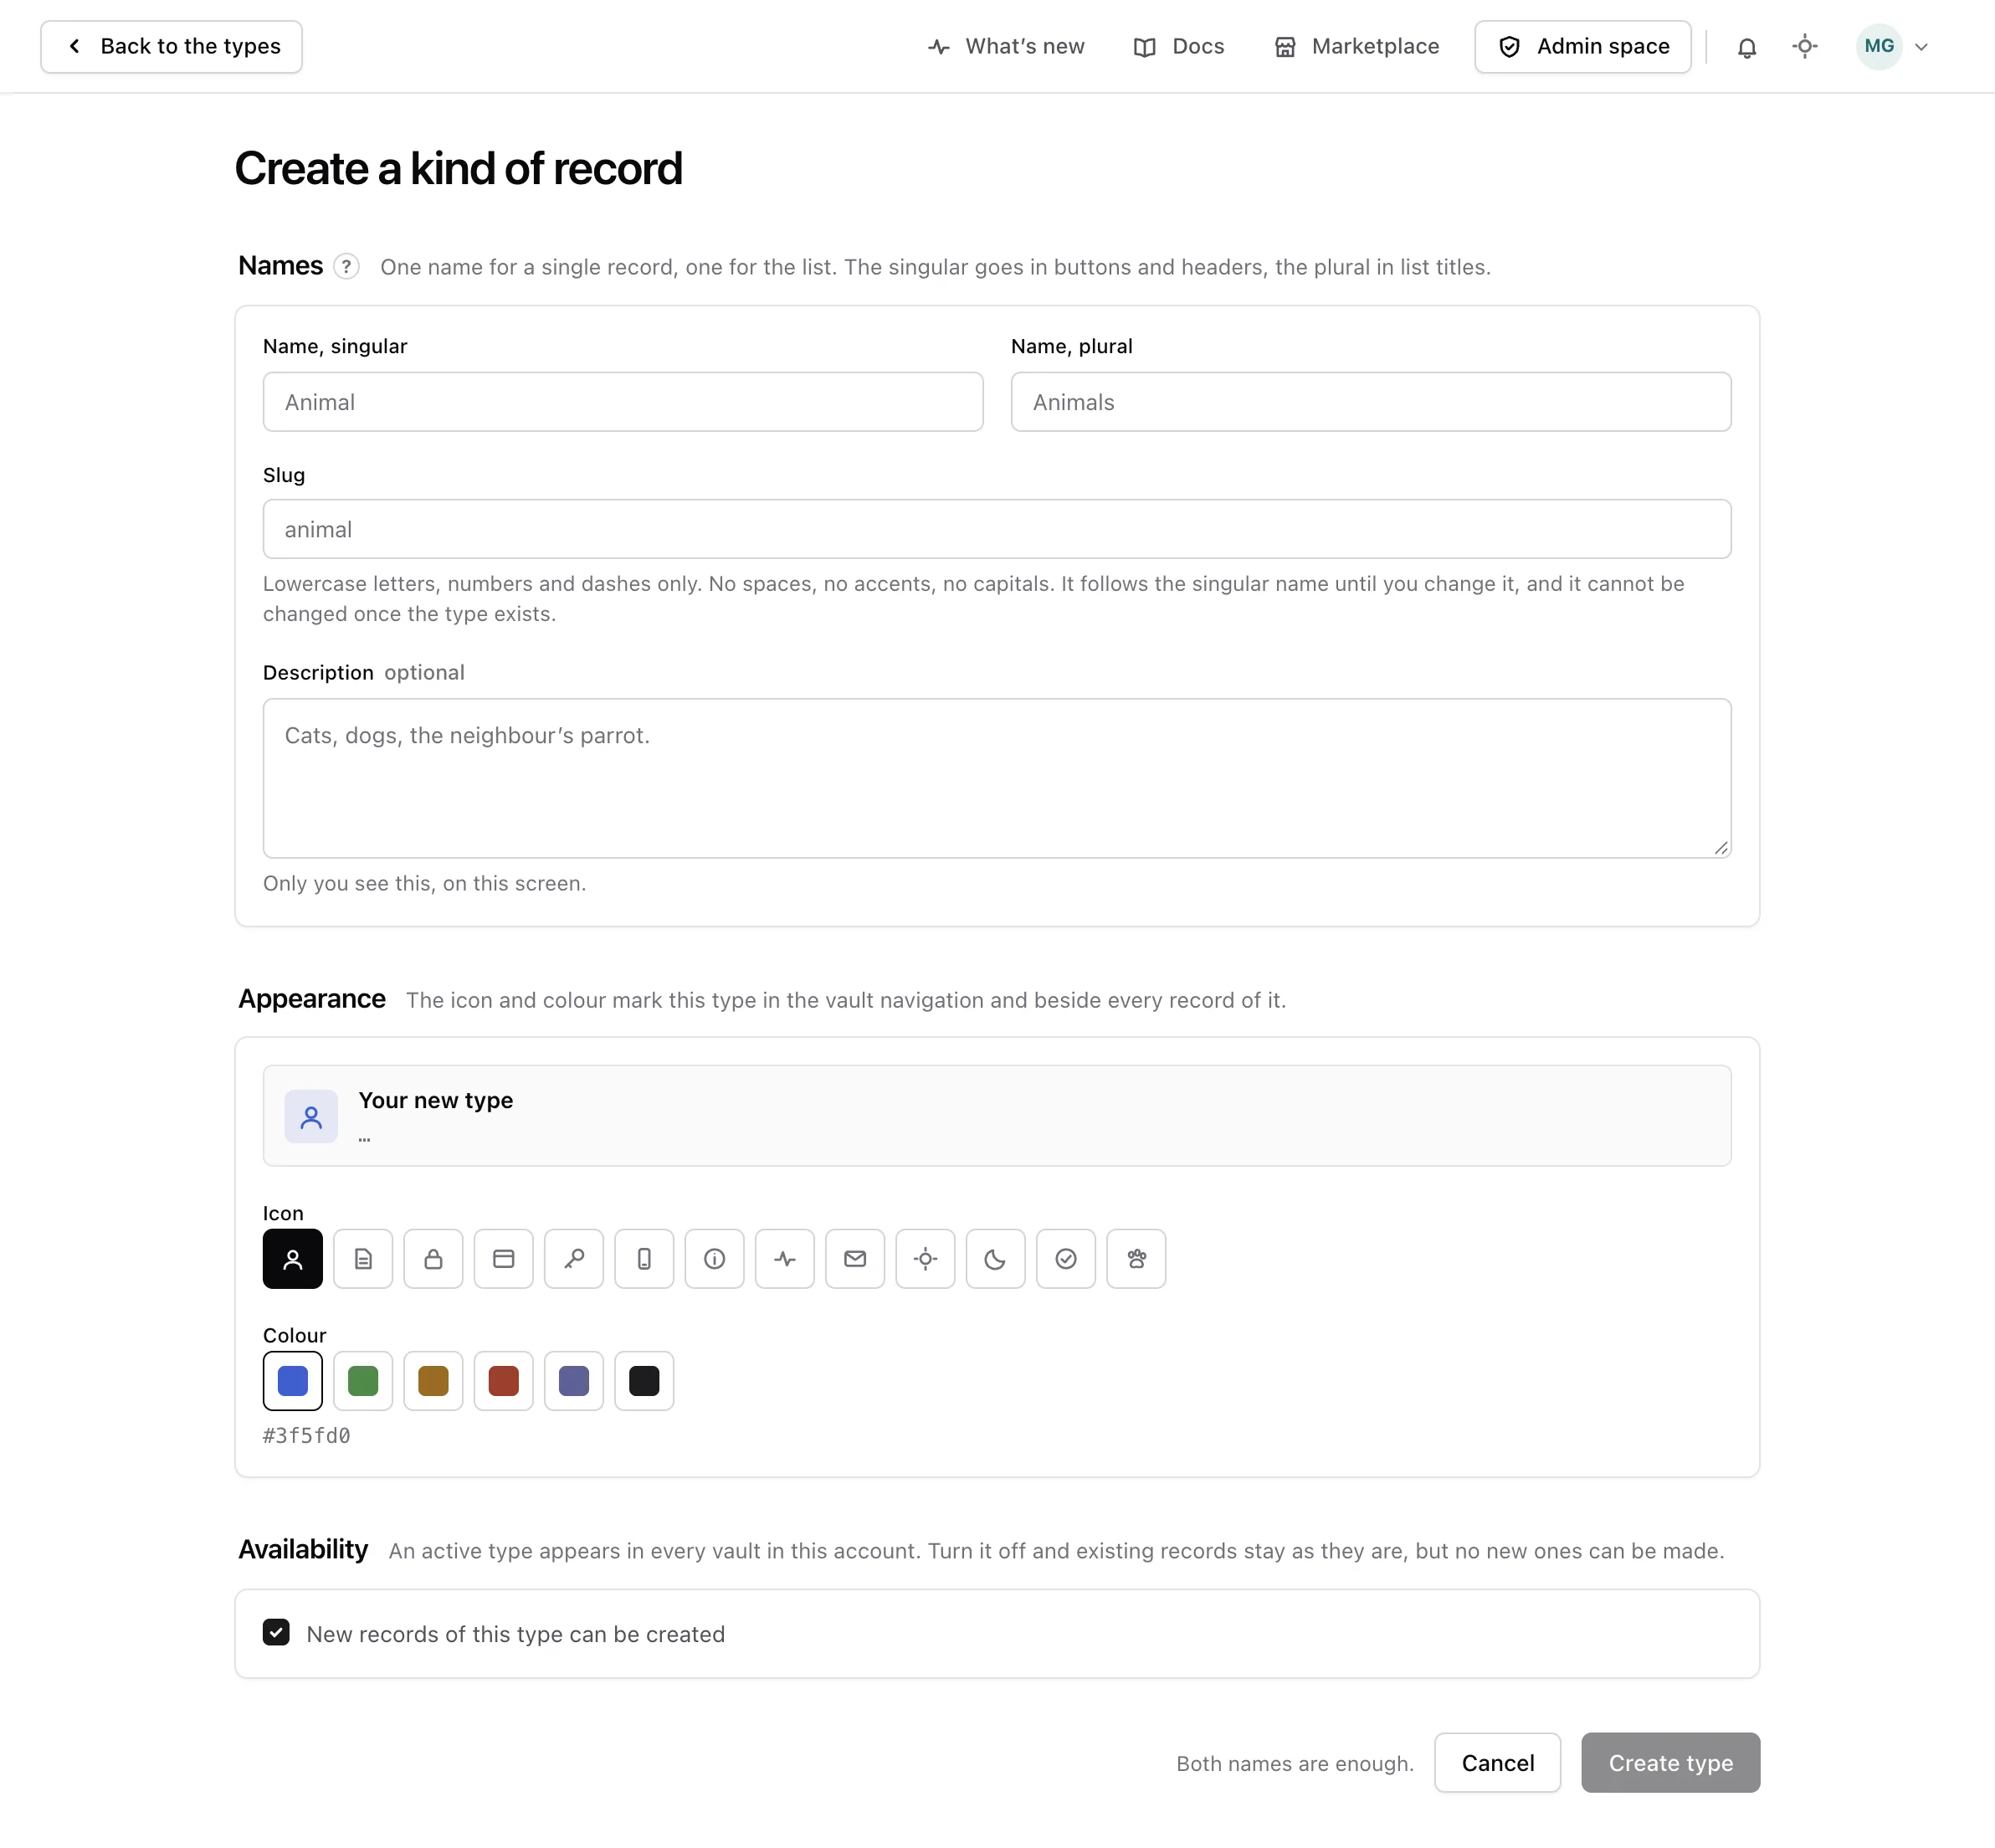 Back to the types
What's new
Docs
Marketplace
Admin space
MG
Create a kind of record
Names ? One name for a single record, one for the list. The singular goes in buttons and headers, the plural in list titles.
Name, singular
Name, plural
Animal
Animals
Slug
animal
Lowercase letters, numbers and dashes only. No spaces, no accents, no capitals. It follows the singular name until you change it, and it cannot be
changed once the type exists.
Description optional
Cats, dogs, the neighbour's parrot.
Only you see this, on this screen.
Appearance The icon and colour mark this type in the vault navigation and beside every record of it.
Your new type
…
Icon
Colour
#3f5fd0
Availability An active type appears in every vault in this account. Turn it off and existing records stay as they are, but no new ones can be made.
New records of this type can be created
Both names are enough.
Cancel
Create type